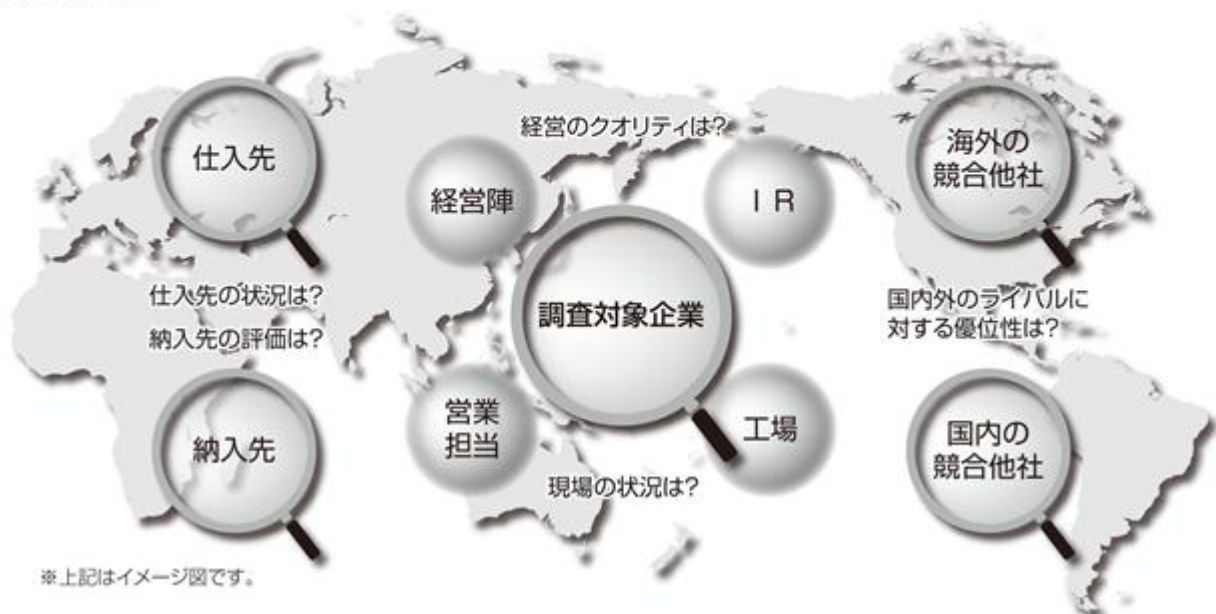 仕入先
経営のクオリティは?
海外の
競合他社
経営陣
I R
調査対象企業
仕入先の状況は?
納入先の評価は?
国内外のライバルに
対する優位性は?
納入先
営業
担当
工場
国内の
競合他社
現場の状況は?
※上記はイメージ図です。